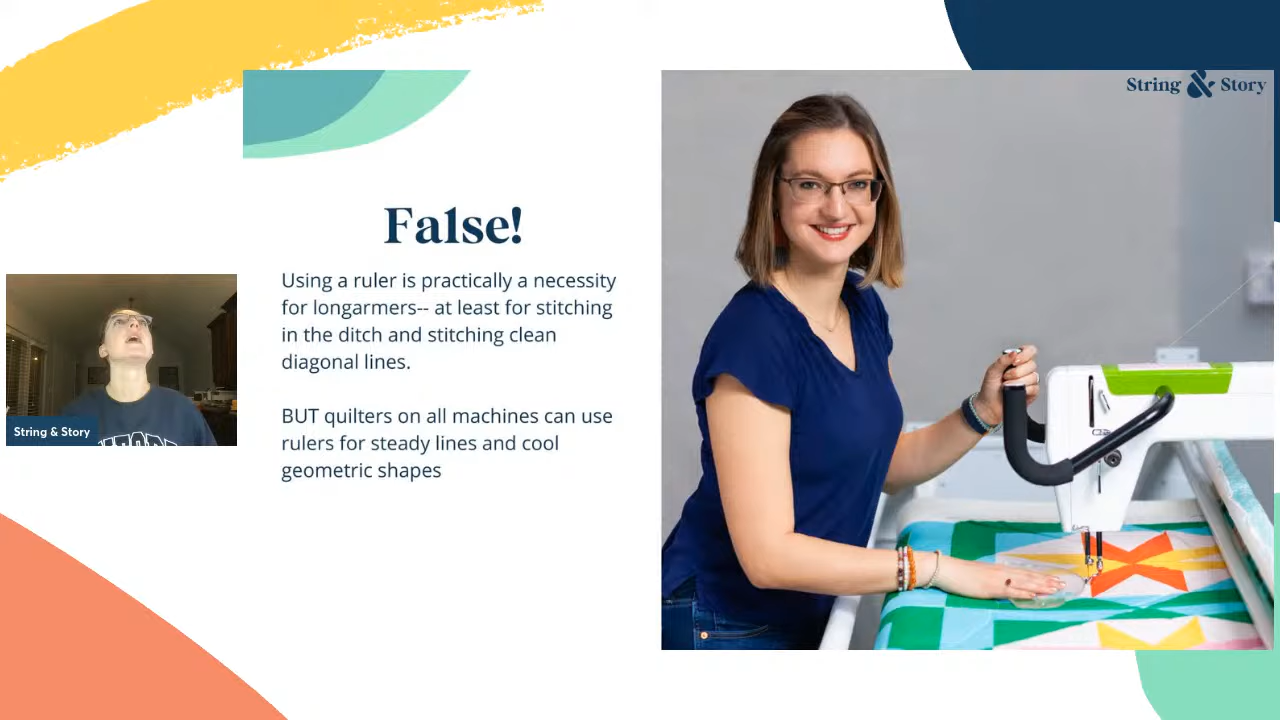 String & Story
False!
Using a ruler is practically a necessity
for longarmers-- at least for stitching
in the ditch and stitching clean
diagonal lines.
BUT quilters on all machines can use
rulers for steady lines and cool
geometric shapes
String & Story